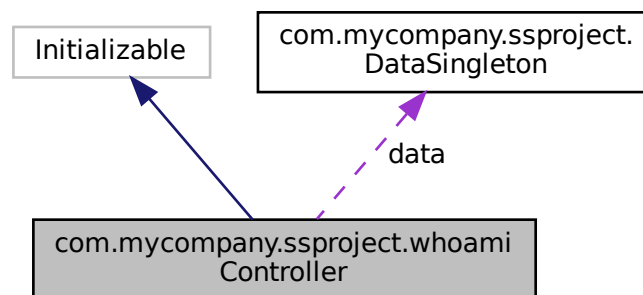 Initializable
com.mycompany.ssproject.
DataSingleton
data
com.mycompany.ssproject.whoami
Controller